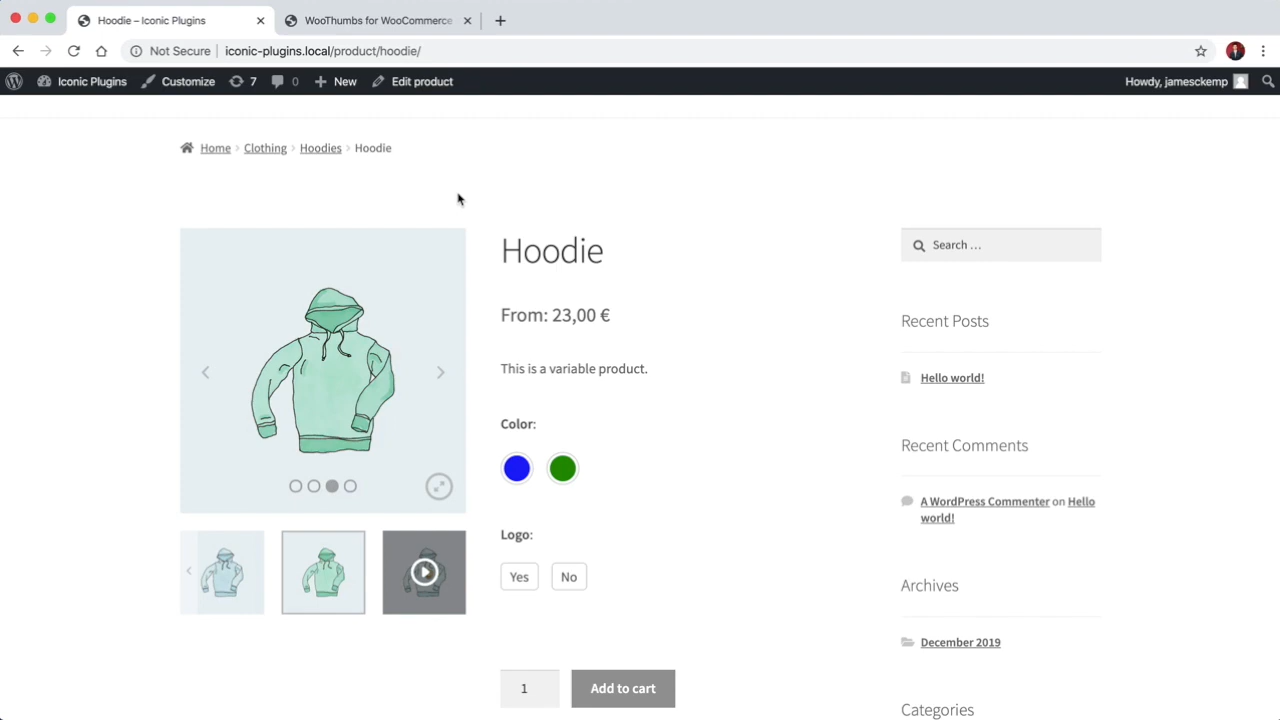 Hoodie – Iconic Plugins
WooThumbs for WooCommerce
Not Secure
iconic-plugins.local/product/hoodie/
Iconic Plugins
Customize
7
0
New
Edit product
Howdy, jamesckemp
Home
Clothing
Hoodies
Hoodie
Hoodie
From: 23,00 €
This is a variable product.
Color:
Logo:
Yes
No
1
Add to cart
Search …
Recent Posts
Hello world!
Recent Comments
A WordPress Commenter on Hello
world!
Archives
December 2019
Categories